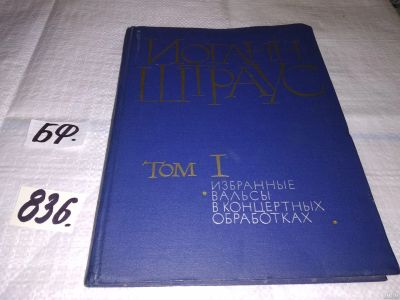 ИОГАНН
ШТРАУС
ТОМ I
ИЗБРАННЫЕ
ВАЛЬСЫ
В КОНЦЕРТНЫХ
ОБРАБОТКАХ
БФ.
836.